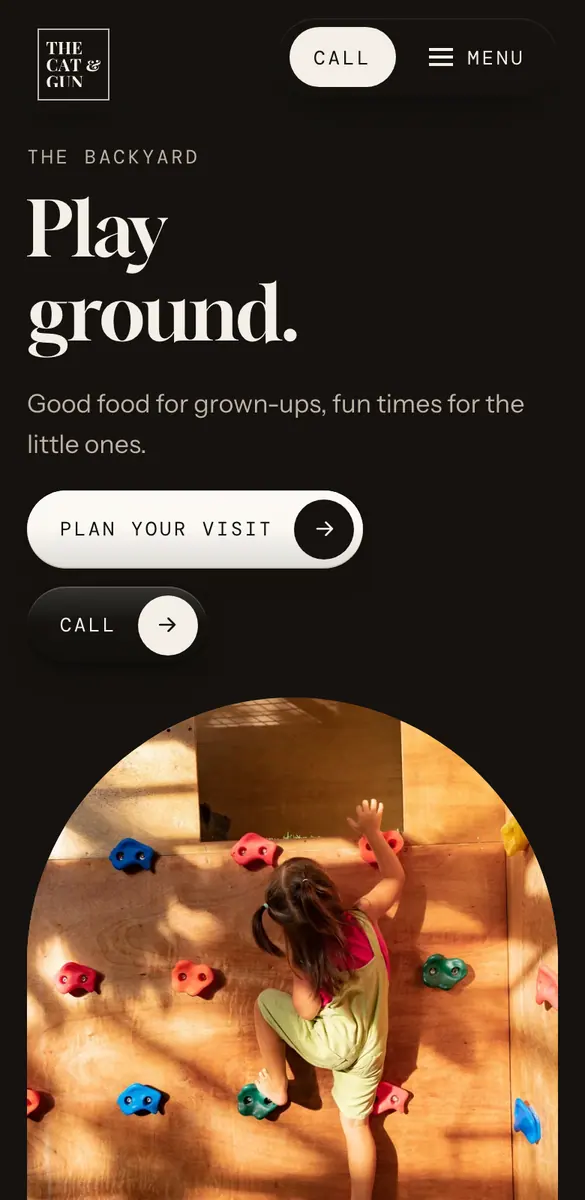 THE
CAT &
GUN
CALL
MENU
THE BACKYARD
Play
ground.
Good food for grown-ups, fun times for the
little ones.
PLAN YOUR VISIT
CALL